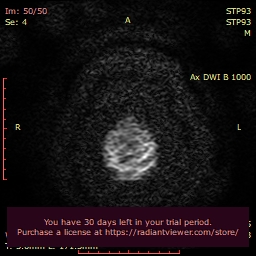 Im: 50/50
Se: 4
A
STP93
STP93
M
Ax DWI B 1000
R
L
You have 30 days left in your trial period.
Purchase a license at https://radiantviewer.com/store/